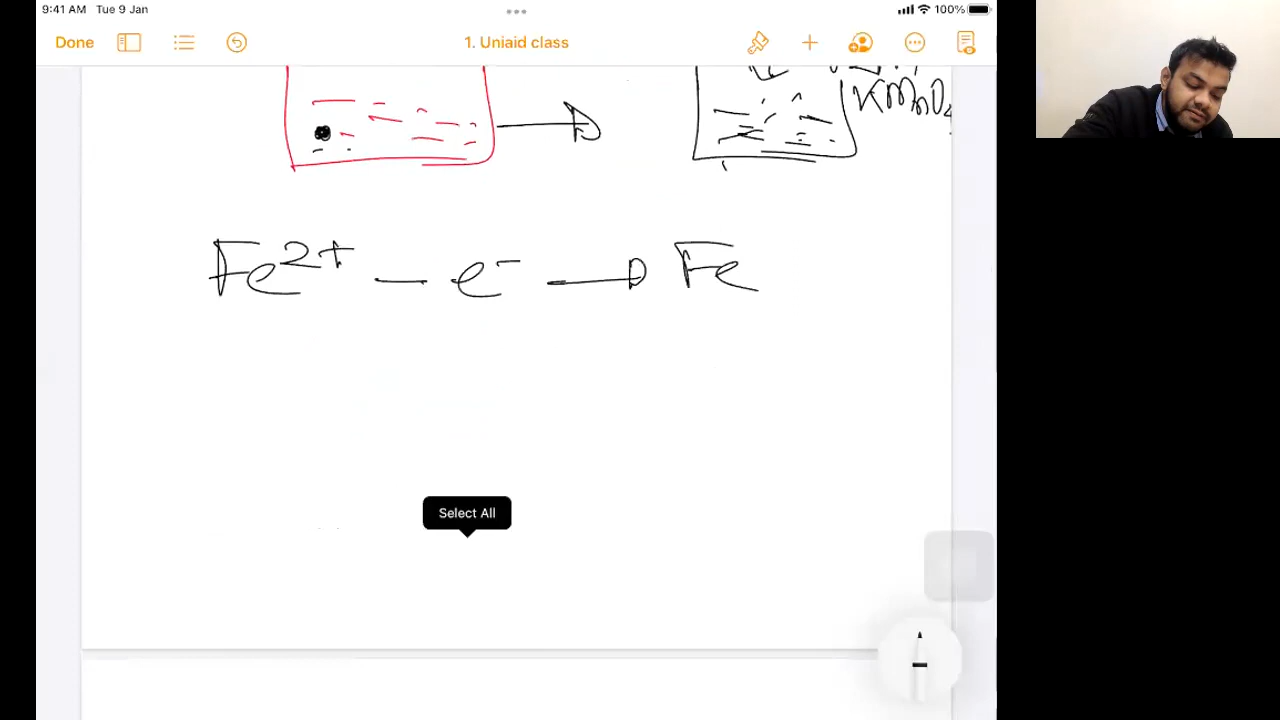 9:41 AM Tue 9 Jan 100%
Done 1. Uniaid class
KMnO4
Fe2+ — e- → Fe
Select All